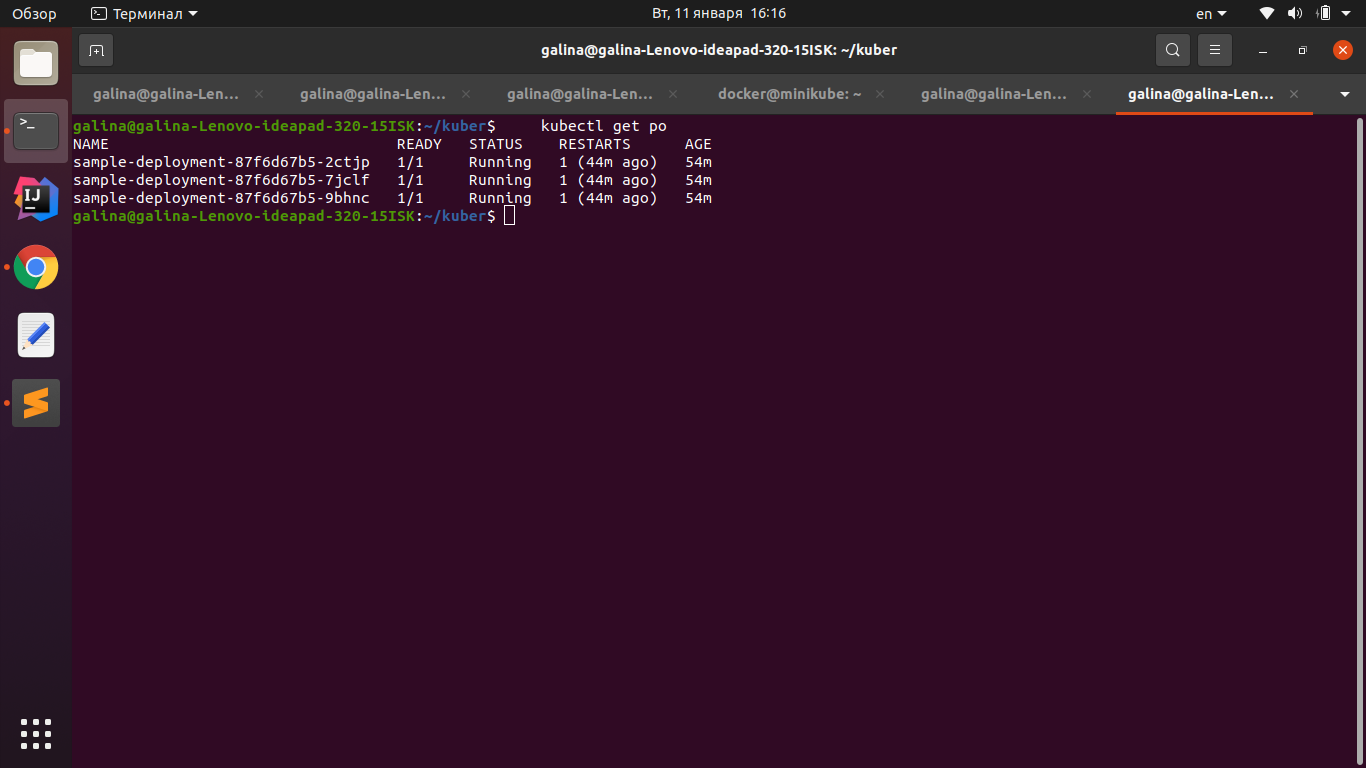 Обзор Терминал Вт, 11 января 16:16 en
galina@galina-Lenovo-ideapad-320-15ISK: ~/kuber
galina@galina-Len... galina@galina-Len... galina@galina-Len... docker@minikube: ~ galina@galina-Len... galina@galina-Len...
galina@galina-Lenovo-ideapad-320-15ISK:~/kuber$     kubectl get po
NAME                                READY   STATUS    RESTARTS      AGE
sample-deployment-87f6d67b5-2ctjp   1/1     Running   1 (44m ago)   54m
sample-deployment-87f6d67b5-7jclf   1/1     Running   1 (44m ago)   54m
sample-deployment-87f6d67b5-9bhnc   1/1     Running   1 (44m ago)   54m
galina@galina-Lenovo-ideapad-320-15ISK:~/kuber$
>_
IJ